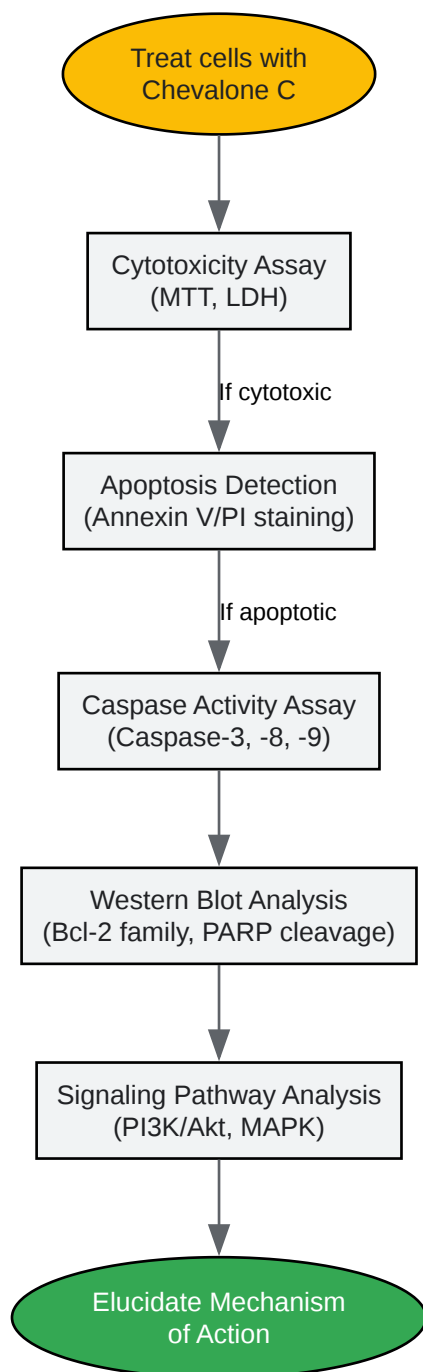 Treat cells with
Chevalone C
Cytotoxicity Assay
(MTT, LDH)
If cytotoxic
Apoptosis Detection
(Annexin V/PI staining)
If apoptotic
Caspase Activity Assay
(Caspase-3, -8, -9)
Western Blot Analysis
(Bcl-2 family, PARP cleavage)
Signaling Pathway Analysis
(PI3K/Akt, MAPK)
Elucidate Mechanism
of Action